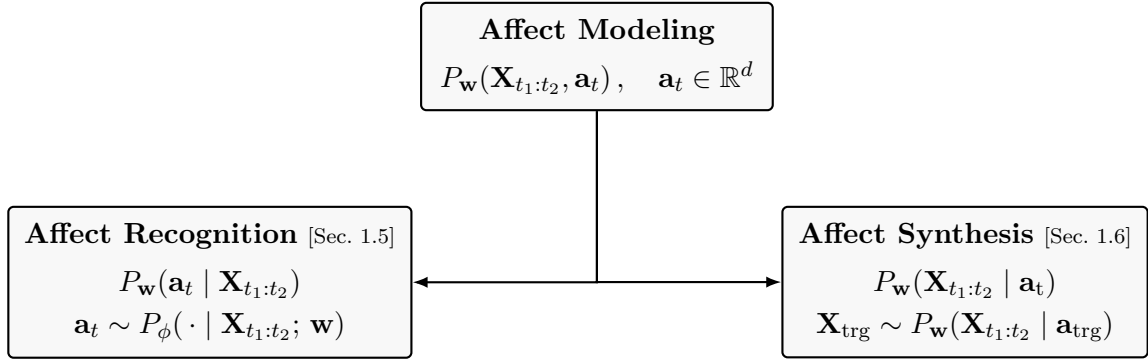 Affect Modeling
P_𝐰(𝐗_{t₁:t₂}, 𝐚_t) , 𝐚_t ∈ ℝ^d
Affect Recognition [Sec. 1.5]
P_𝐰(𝐚_t | 𝐗_{t₁:t₂})
𝐚_t ∼ P_ϕ( · | 𝐗_{t₁:t₂}; 𝐰)
Affect Synthesis [Sec. 1.6]
P_𝐰(𝐗_{t₁:t₂} | 𝐚_t)
𝐗_trg ∼ P_𝐰(𝐗_{t₁:t₂} | 𝐚_trg)